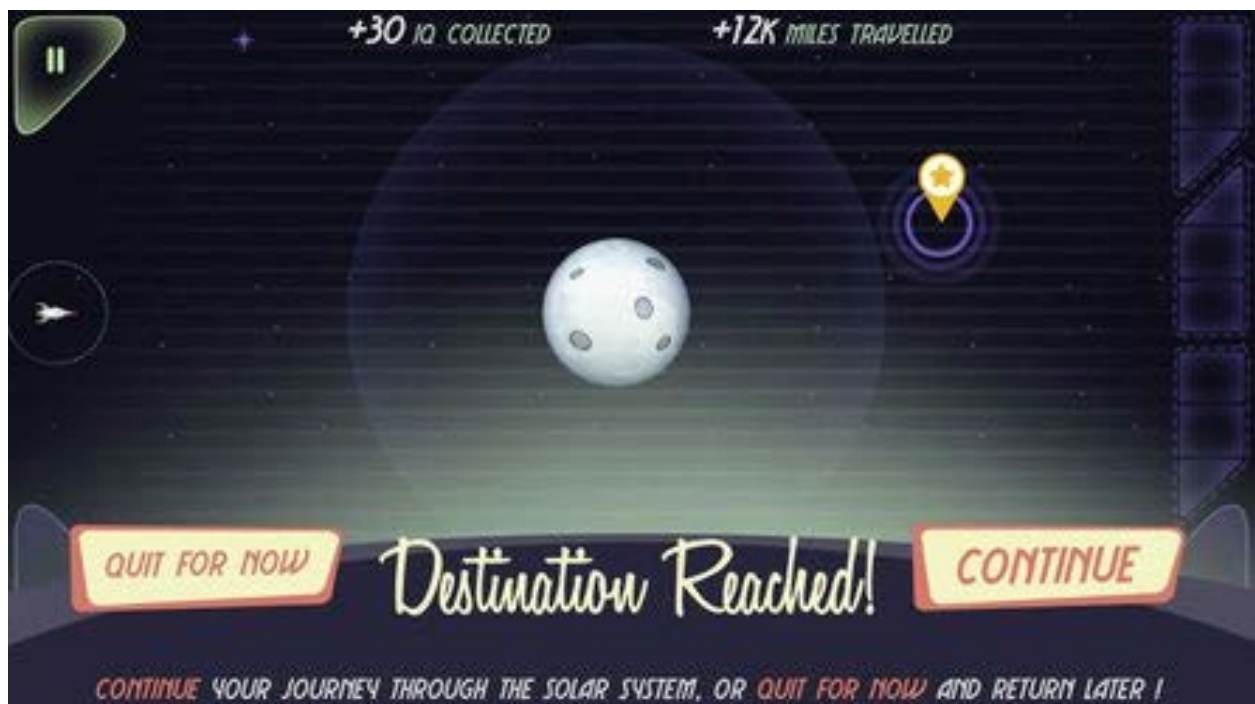 +30 IQ COLLECTED
+12K MILES TRAVELLED
QUIT FOR NOW
Destination Reached!
CONTINUE
CONTINUE YOUR JOURNEY THROUGH THE SOLAR SYSTEM, OR QUIT FOR NOW AND RETURN LATER !